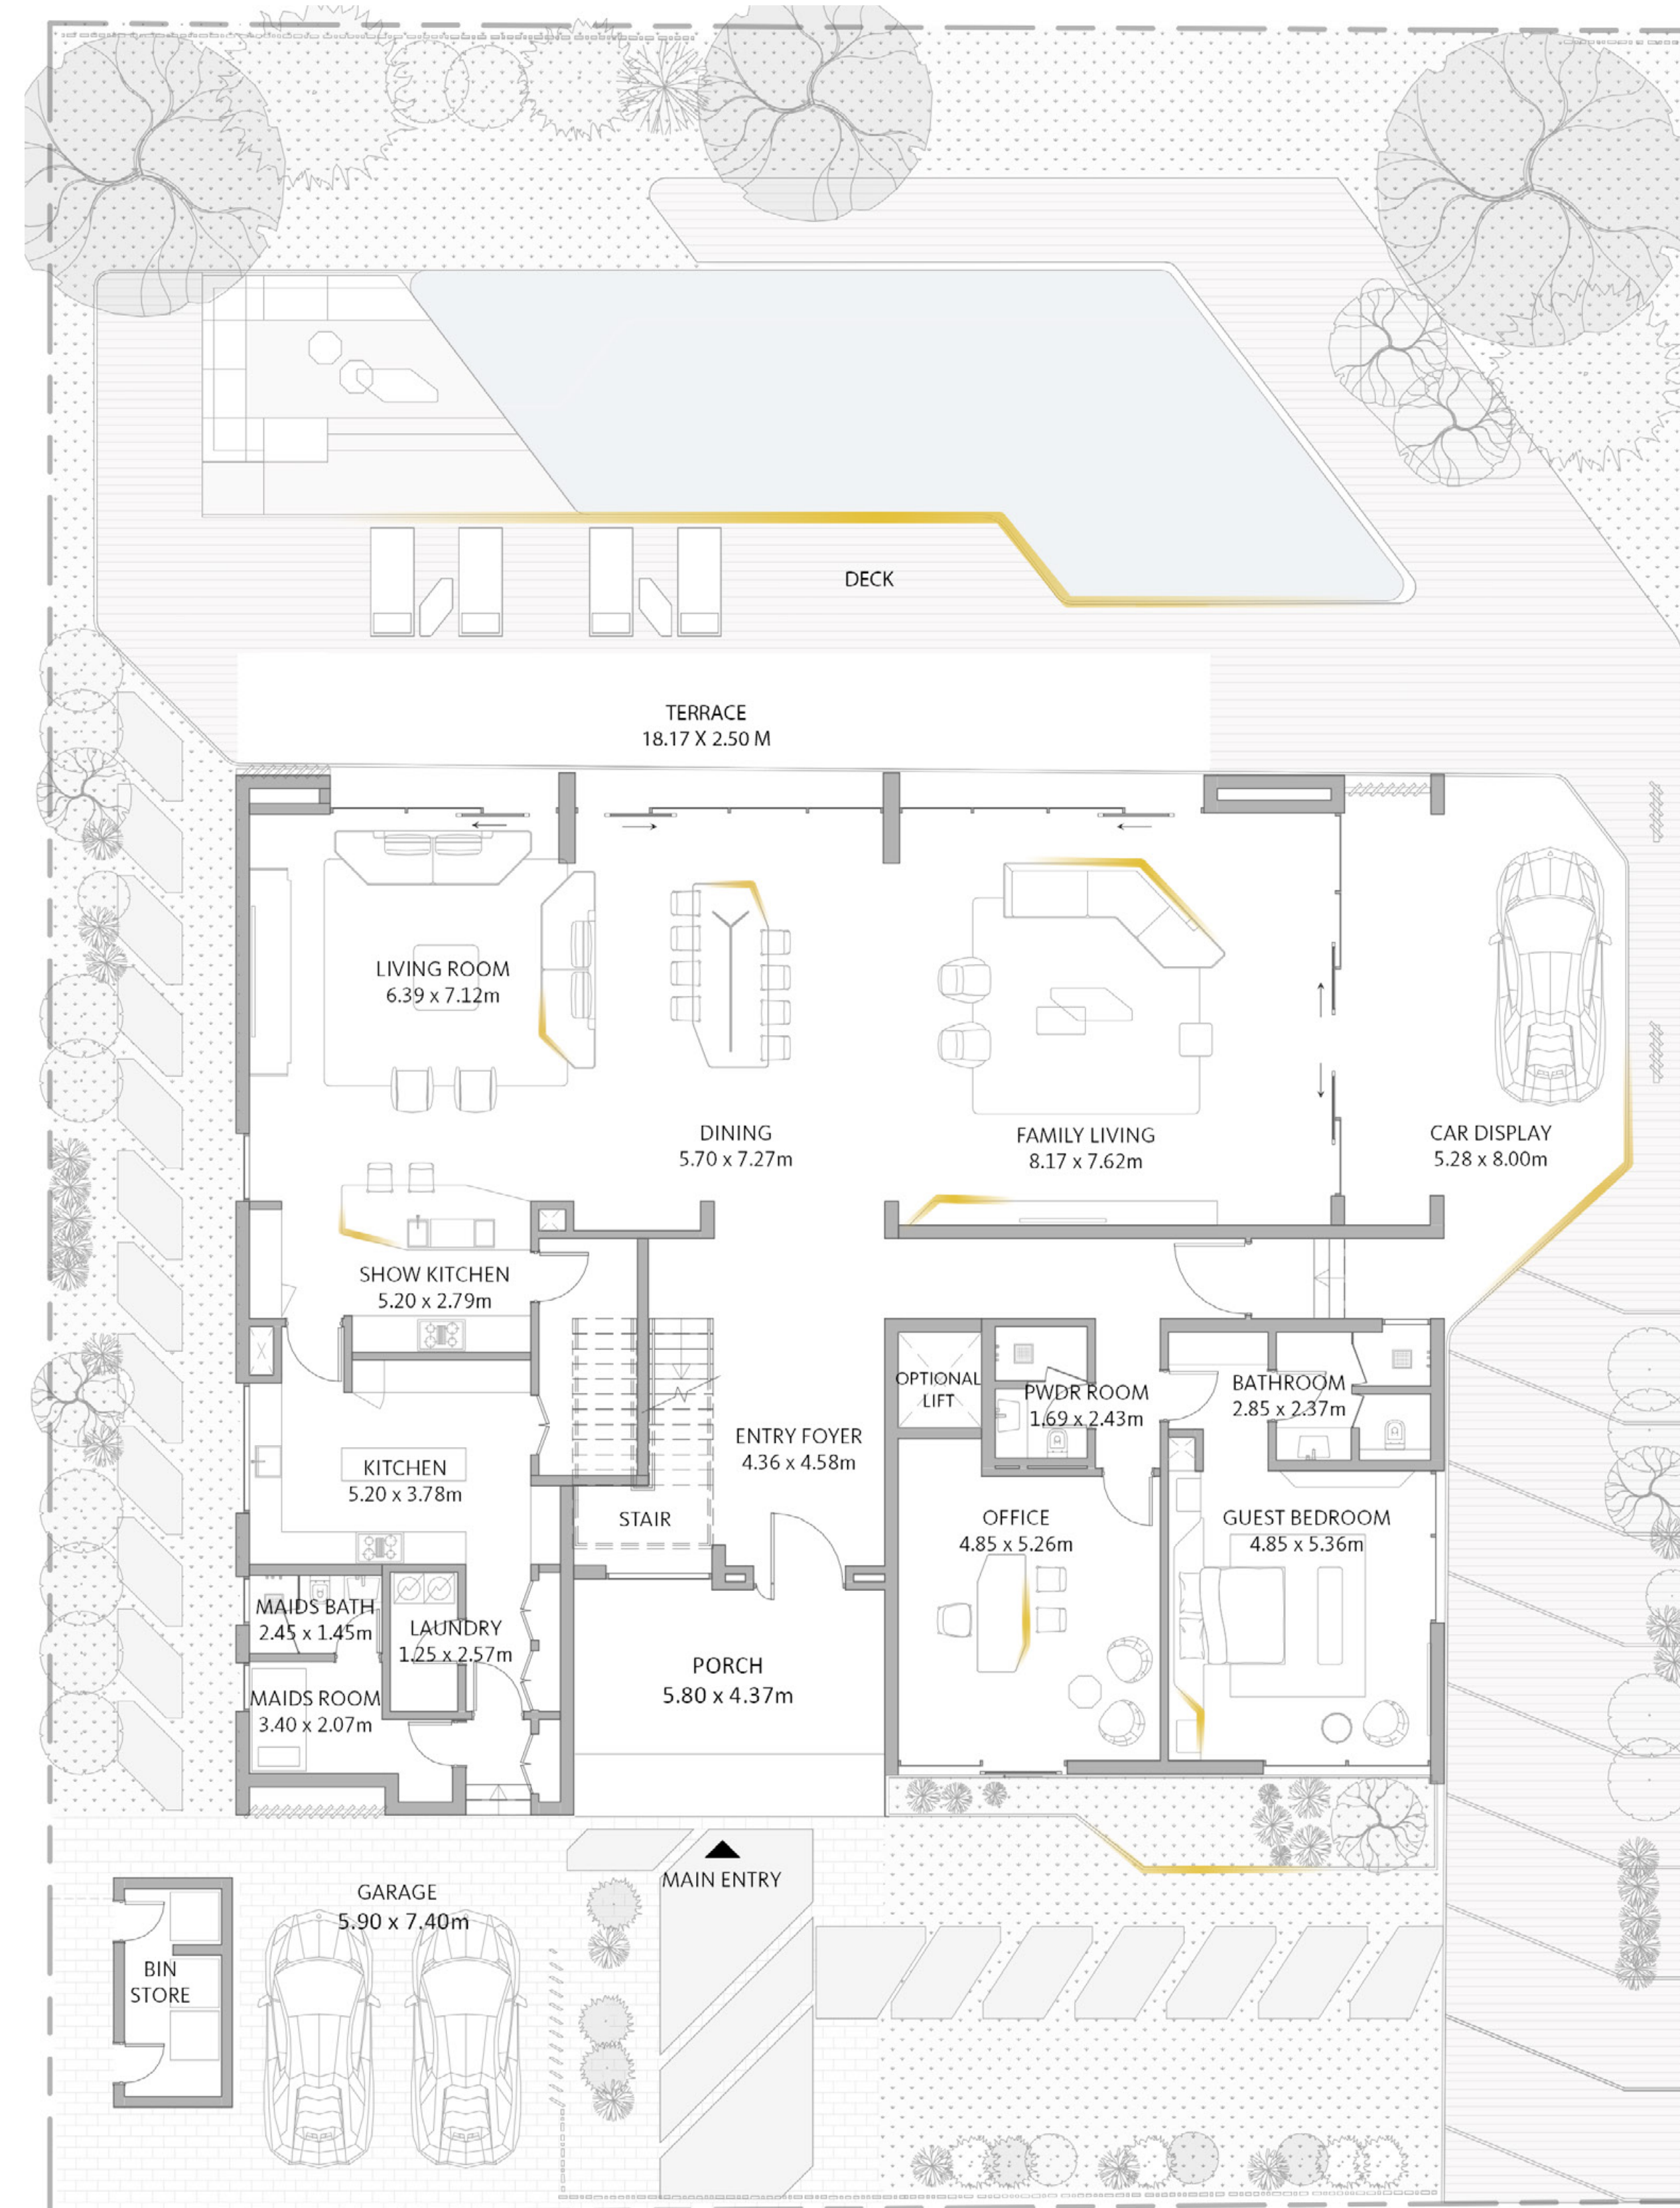 DECK
TERRACE
18.17 X 2.50 M
LIVING ROOM
6.39 x 7.12m
DINING
5.70 x 7.27m
FAMILY LIVING
8.17 x 7.62m
CAR DISPLAY
5.28 x 8.00m
SHOW KITCHEN
5.20 x 2.79m
OPTIONAL
LIFT
PWDR ROOM
1.69 x 2.43m
BATHROOM
2.85 x 2.37m
ENTRY FOYER
4.36 x 4.58m
KITCHEN
5.20 x 3.78m
STAIR
OFFICE
4.85 x 5.26m
GUEST BEDROOM
4.85 x 5.36m
MAIDS BATH
2.45 x 1.45m
LAUNDRY
1.25 x 2.57m
PORCH
5.80 x 4.37m
MAIDS ROOM
3.40 x 2.07m
MAIN ENTRY
GARAGE
5.90 x 7.40m
BIN
STORE